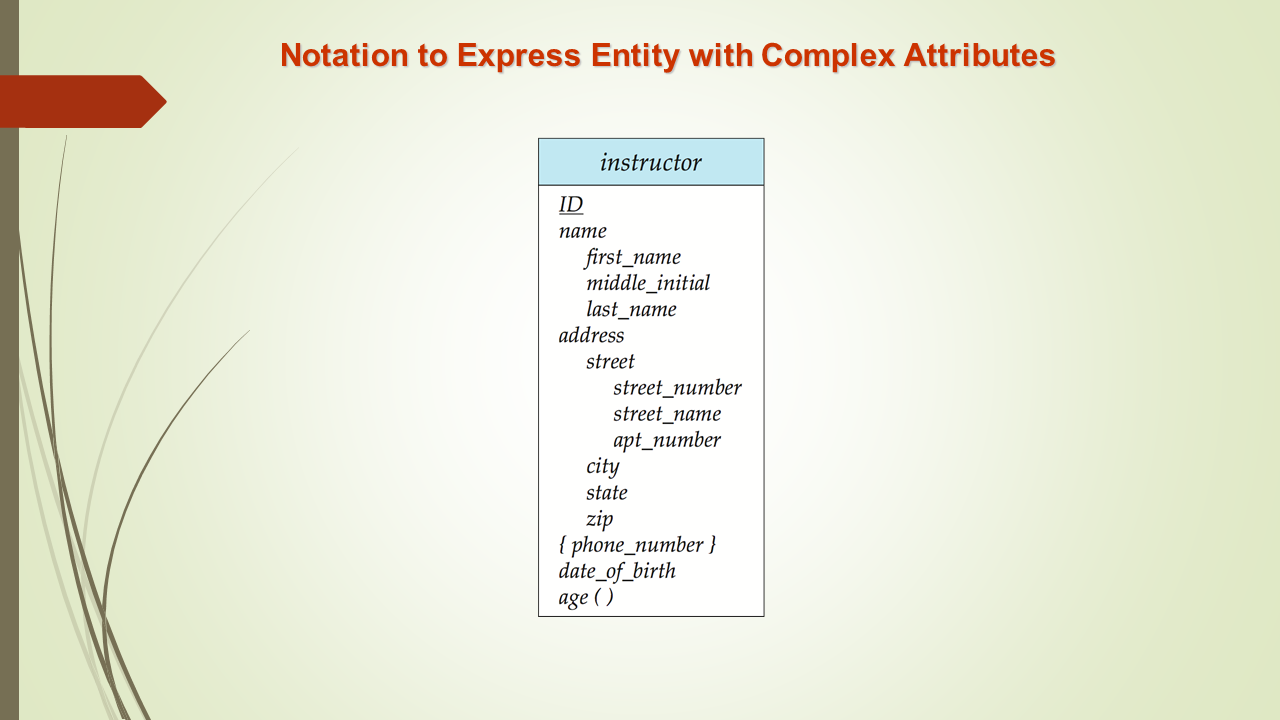 Notation to Express Entity with Complex Attributes
instructor
ID
name
first_name
middle_initial
last_name
address
street
street_number
street_name
apt_number
city
state
zip
{ phone_number }
date_of_birth
age ( )